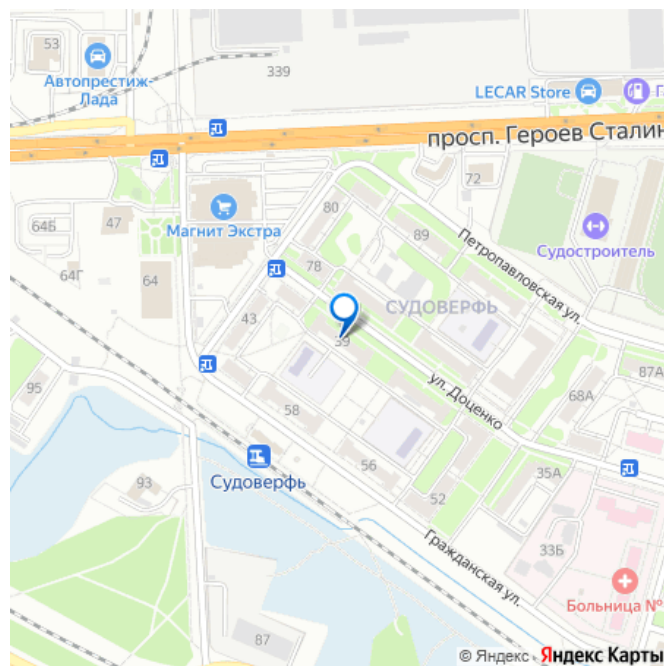 53
Автопрестиж-
Лада
339
LECAR Store
Г
просп. Героев Сталин
64Б
47
Магнит Экстра
80
72
89
Петропавловская ул.
Судостроитель
64Г
64
78
СУДОВЕРФЬ
43
39
ул. Доценко
87А
95
68А
58
56
Судоверфь
93
52
35А
Гражданская ул.
33Б
Больница №
87
© Яндекс Яндекс Карты